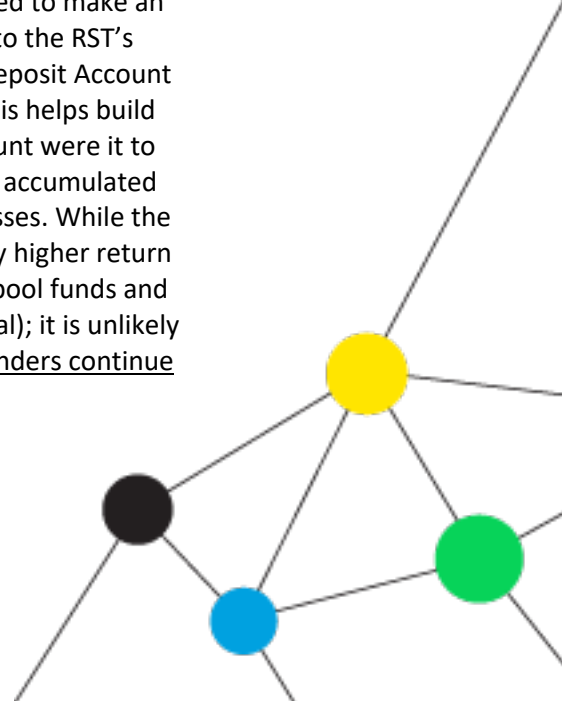 ed to make an
to the RST's
eposit Account
is helps build
unt were it to
accumulated
sses. While the
y higher return
pool funds and
al); it is unlikely
nders continue